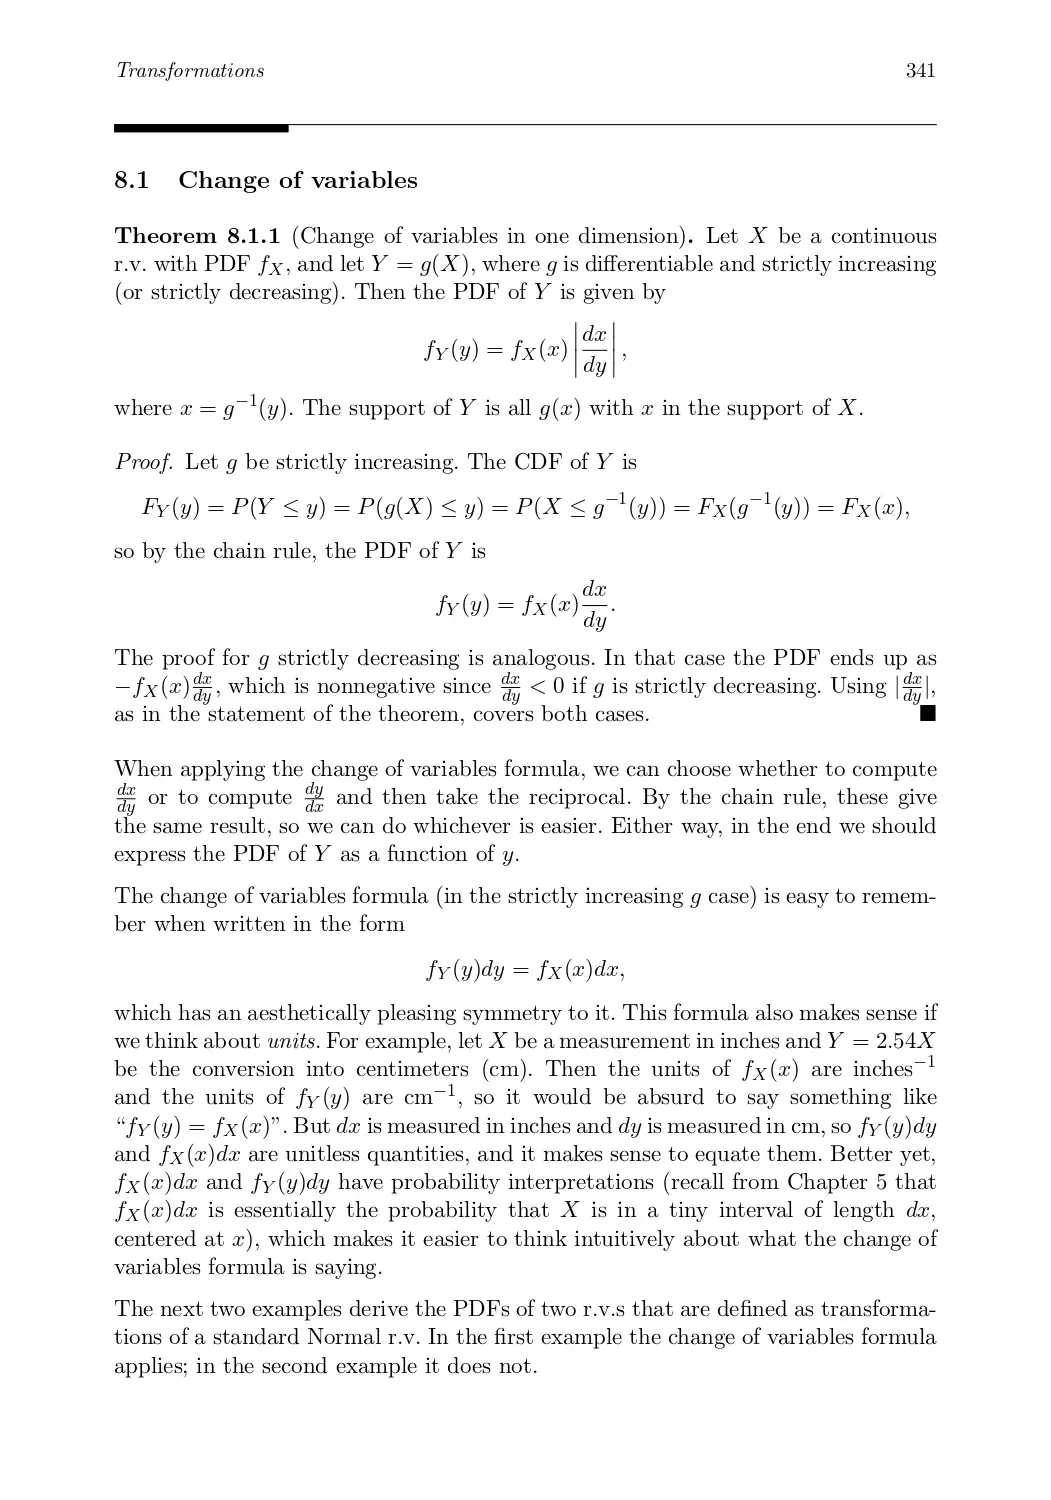 Transformations 341
8.1 Change of variables
Theorem 8.1.1 (Change of variables in one dimension). Let X be a continuous
r.v. with PDF f_X, and let Y = g(X), where g is differentiable and strictly increasing
(or strictly decreasing). Then the PDF of Y is given by
f_Y(y) = f_X(x) |dx/dy|,
where x = g⁻¹(y). The support of Y is all g(x) with x in the support of X.
Proof. Let g be strictly increasing. The CDF of Y is
F_Y(y) = P(Y ≤ y) = P(g(X) ≤ y) = P(X ≤ g⁻¹(y)) = F_X(g⁻¹(y)) = F_X(x),
so by the chain rule, the PDF of Y is
f_Y(y) = f_X(x) dx/dy.
The proof for g strictly decreasing is analogous. In that case the PDF ends up as
−f_X(x) dx/dy, which is nonnegative since dx/dy < 0 if g is strictly decreasing. Using |dx/dy|,
as in the statement of the theorem, covers both cases. ■
When applying the change of variables formula, we can choose whether to compute
dx/dy or to compute dy/dx and then take the reciprocal. By the chain rule, these give
the same result, so we can do whichever is easier. Either way, in the end we should
express the PDF of Y as a function of y.
The change of variables formula (in the strictly increasing g case) is easy to remem-
ber when written in the form
f_Y(y)dy = f_X(x)dx,
which has an aesthetically pleasing symmetry to it. This formula also makes sense if
we think about units. For example, let X be a measurement in inches and Y = 2.54X
be the conversion into centimeters (cm). Then the units of f_X(x) are inches⁻¹
and the units of f_Y(y) are cm⁻¹, so it would be absurd to say something like
“f_Y(y) = f_X(x)”. But dx is measured in inches and dy is measured in cm, so f_Y(y)dy
and f_X(x)dx are unitless quantities, and it makes sense to equate them. Better yet,
f_X(x)dx and f_Y(y)dy have probability interpretations (recall from Chapter 5 that
f_X(x)dx is essentially the probability that X is in a tiny interval of length dx,
centered at x), which makes it easier to think intuitively about what the change of
variables formula is saying.
The next two examples derive the PDFs of two r.v.s that are defined as transforma-
tions of a standard Normal r.v. In the first example the change of variables formula
applies; in the second example it does not.